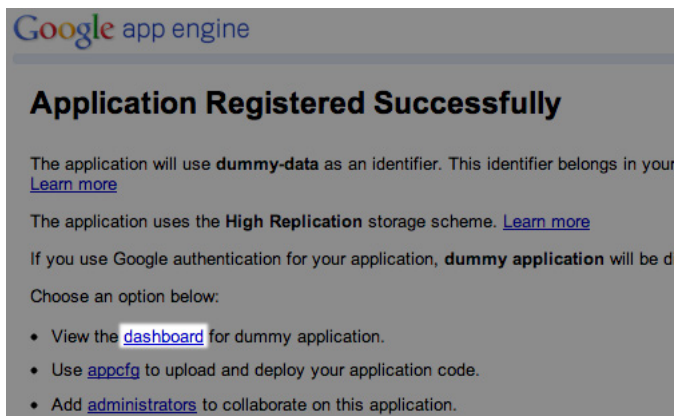 Google app engine
Application Registered Successfully
The application will use dummy-data as an identifier. This identifier belongs in your
Learn more
The application uses the High Replication storage scheme. Learn more
If you use Google authentication for your application, dummy application will be d
Choose an option below:
• View the dashboard for dummy application.
• Use appcfg to upload and deploy your application code.
• Add administrators to collaborate on this application.